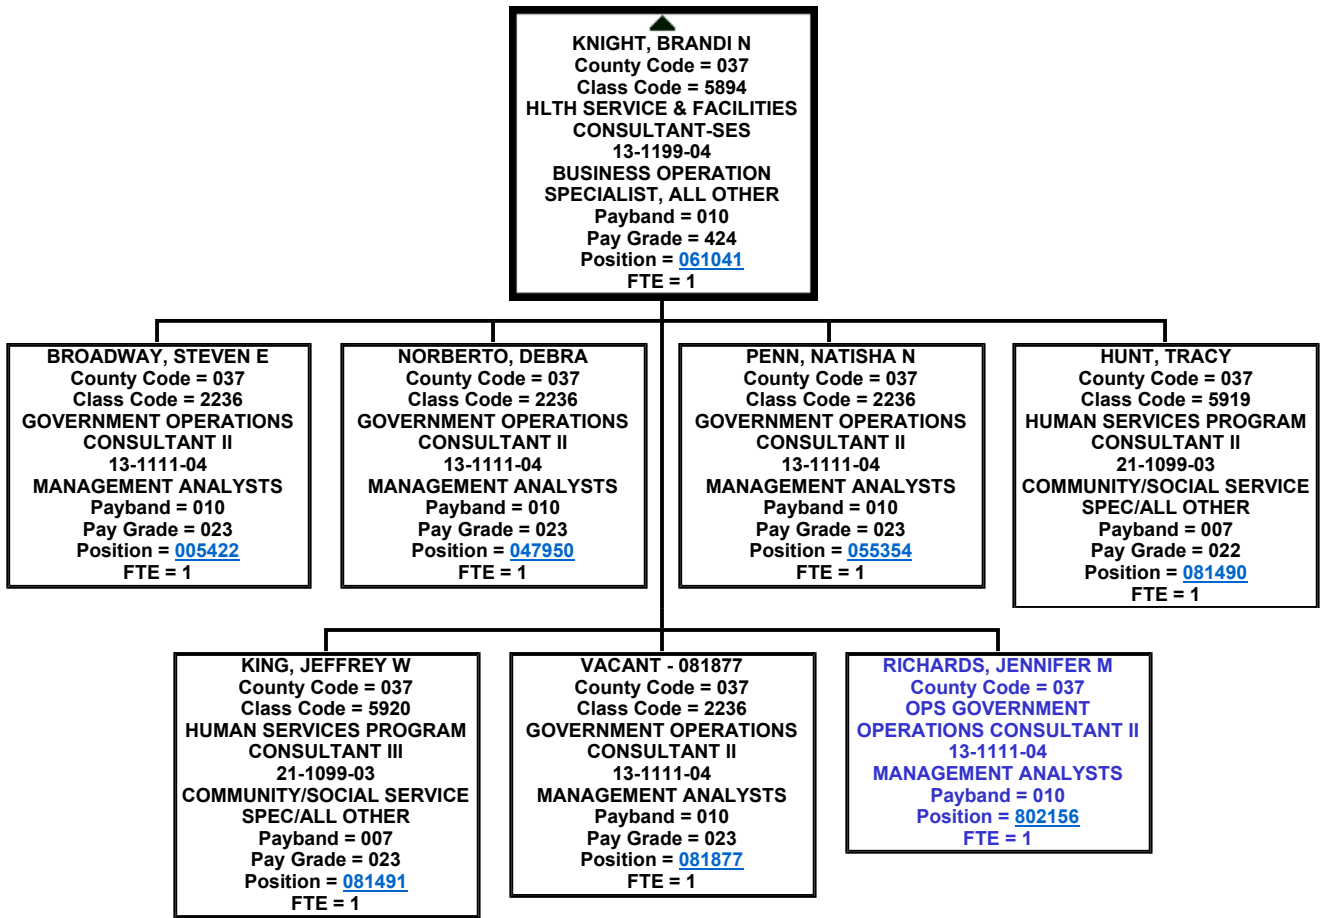 KNIGHT, BRANDI N
County Code = 037
Class Code = 5894
HLTH SERVICE & FACILITIES
CONSULTANT-SES
13-1199-04
BUSINESS OPERATION
SPECIALIST, ALL OTHER
Payband = 010
Pay Grade = 424
Position = 061041
FTE = 1
BROADWAY, STEVEN E
County Code = 037
Class Code = 2236
GOVERNMENT OPERATIONS
CONSULTANT II
13-1111-04
MANAGEMENT ANALYSTS
Payband = 010
Pay Grade = 023
Position = 005422
FTE = 1
NORBERTO, DEBRA
County Code = 037
Class Code = 2236
GOVERNMENT OPERATIONS
CONSULTANT II
13-1111-04
MANAGEMENT ANALYSTS
Payband = 010
Pay Grade = 023
Position = 047950
FTE = 1
PENN, NATISHA N
County Code = 037
Class Code = 2236
GOVERNMENT OPERATIONS
CONSULTANT II
13-1111-04
MANAGEMENT ANALYSTS
Payband = 010
Pay Grade = 023
Position = 055354
FTE = 1
HUNT, TRACY
County Code = 037
Class Code = 5919
HUMAN SERVICES PROGRAM
CONSULTANT II
21-1099-03
COMMUNITY/SOCIAL SERVICE
SPEC/ALL OTHER
Payband = 007
Pay Grade = 022
Position = 081490
FTE = 1
KING, JEFFREY W
County Code = 037
Class Code = 5920
HUMAN SERVICES PROGRAM
CONSULTANT III
21-1099-03
COMMUNITY/SOCIAL SERVICE
SPEC/ALL OTHER
Payband = 007
Pay Grade = 023
Position = 081491
FTE = 1
VACANT - 081877
County Code = 037
Class Code = 2236
GOVERNMENT OPERATIONS
CONSULTANT II
13-1111-04
MANAGEMENT ANALYSTS
Payband = 010
Pay Grade = 023
Position = 081877
FTE = 1
RICHARDS, JENNIFER M
County Code = 037
OPS GOVERNMENT
OPERATIONS CONSULTANT II
13-1111-04
MANAGEMENT ANALYSTS
Payband = 010
Position = 802156
FTE = 1